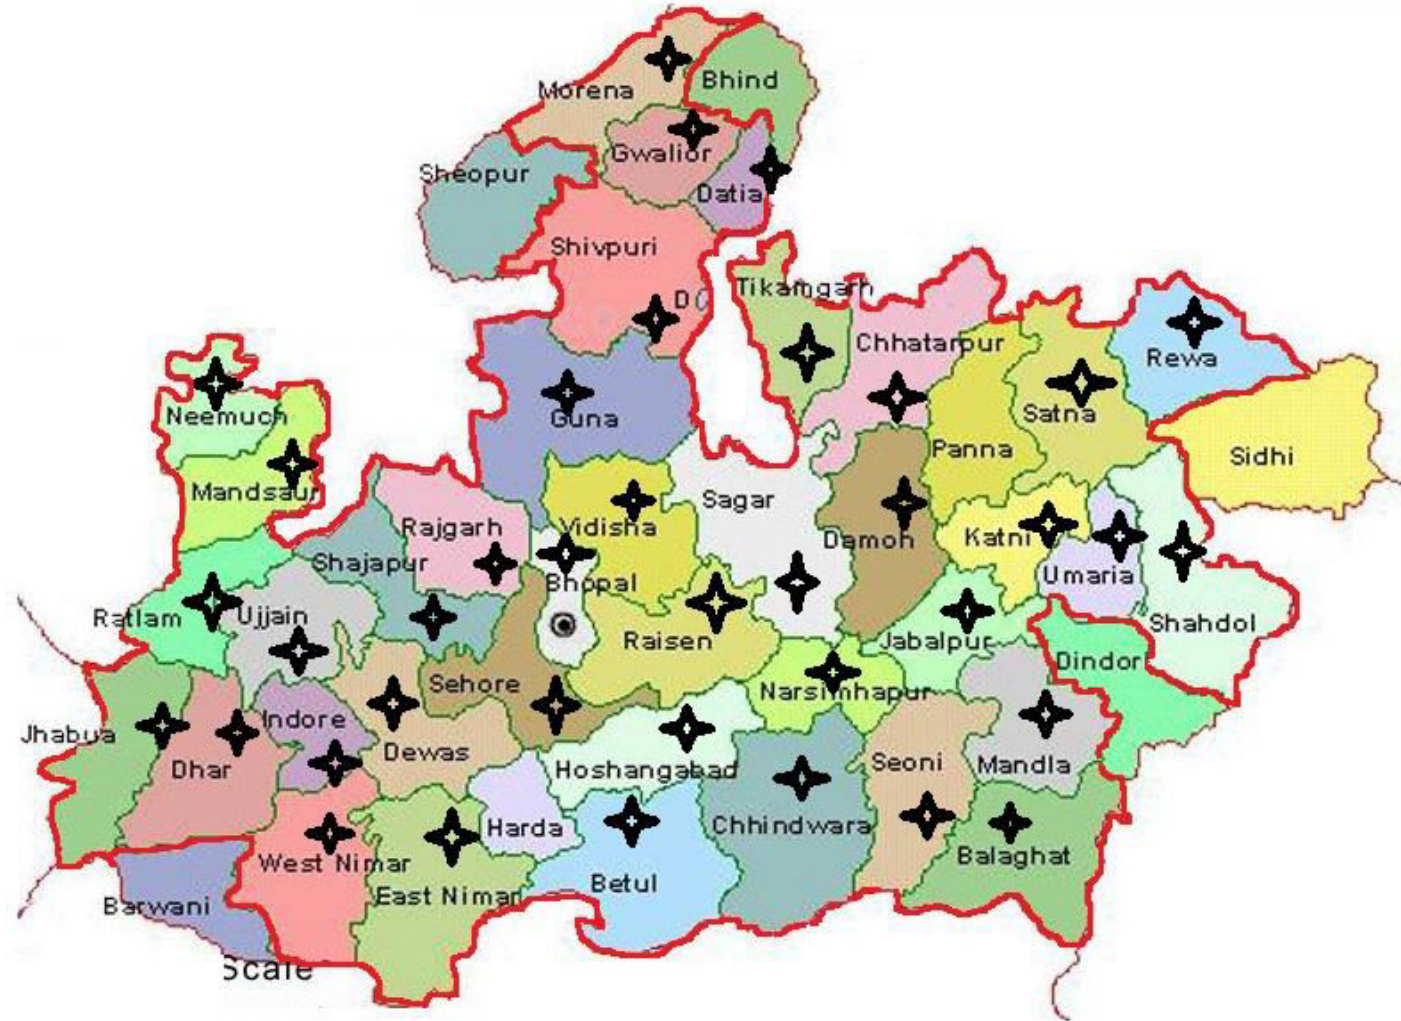 Morena
Bhind
Gwalior
Sheopur
Datia
Shivpuri
Tikamgarh
Chhatarpur
Rewa
Neemuch
Guna
Satna
Panna
Sidhi
Mandsaur
Sagar
Rajgarh
Vidisha
Damoh
Katni
Shajapur
Bhopal
Umaria
Ratlam
Ujjain
Raisen
Jabalpur
Shahdol
Dindor
Sehore
Narsimhapur
Jhabua
Indore
Dhar
Dewas
Hoshangabad
Seoni
Mandla
Harda
Chhindwara
West Nimar
Balaghat
East Nimar
Betul
Barwani
Scale